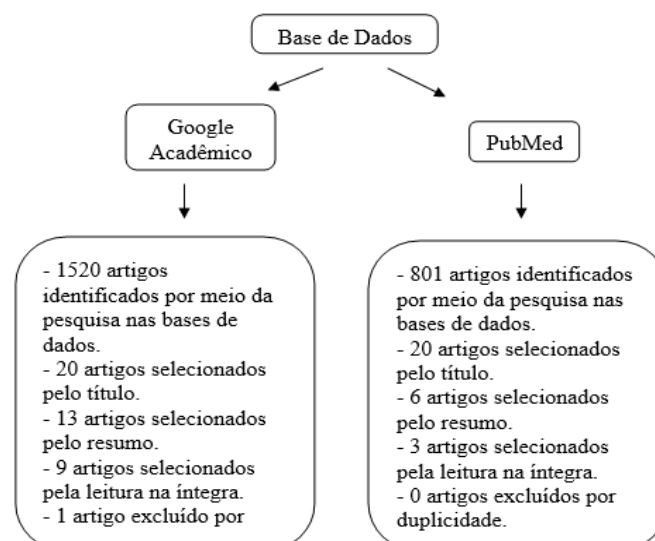 Base de Dados
Google
Acadêmico
PubMed
- 1520 artigos
identificados por meio da
pesquisa nas bases de
dados.
- 20 artigos selecionados
pelo título.
- 13 artigos selecionados
pelo resumo.
- 9 artigos selecionados
pela leitura na íntegra.
- 1 artigo excluído por
- 801 artigos identificados
por meio da pesquisa nas
bases de dados.
- 20 artigos selecionados
pelo título.
- 6 artigos selecionados
pelo resumo.
- 3 artigos selecionados
pela leitura na íntegra.
- 0 artigos excluídos por
duplicidade.